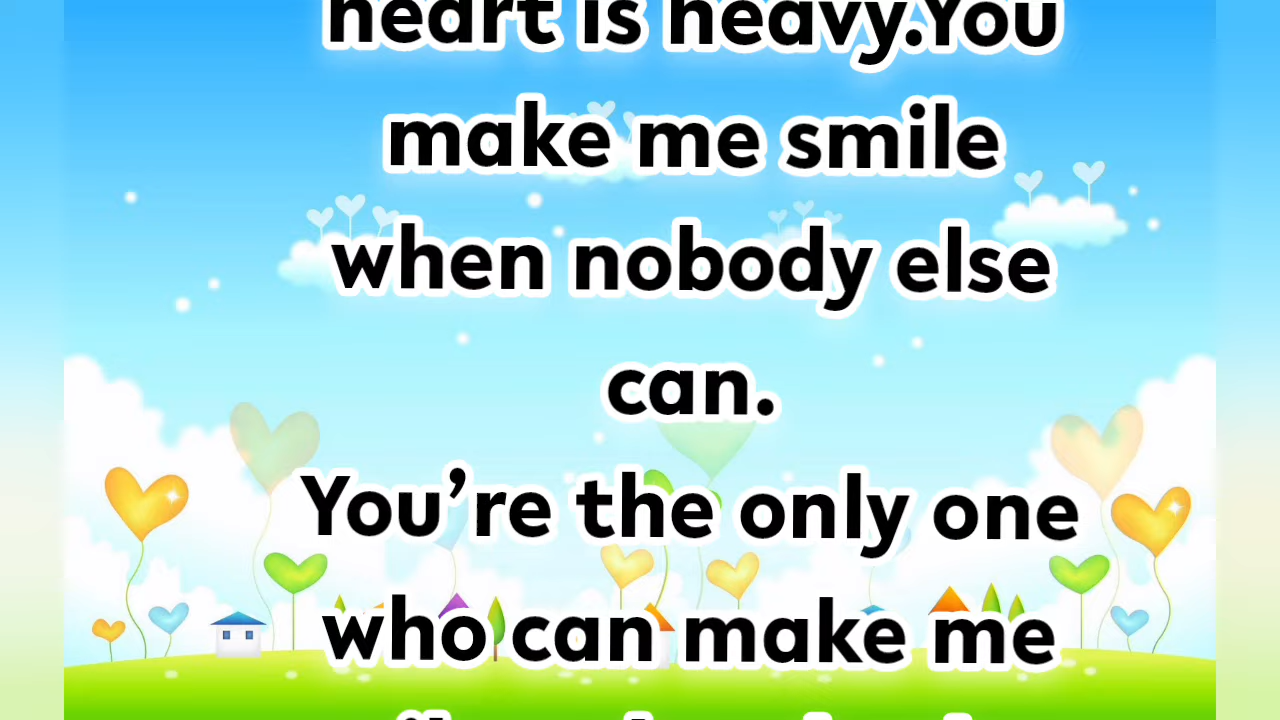 heart is heavy.You
make me smile
when nobody else
can.
You’re the only one
who can make me